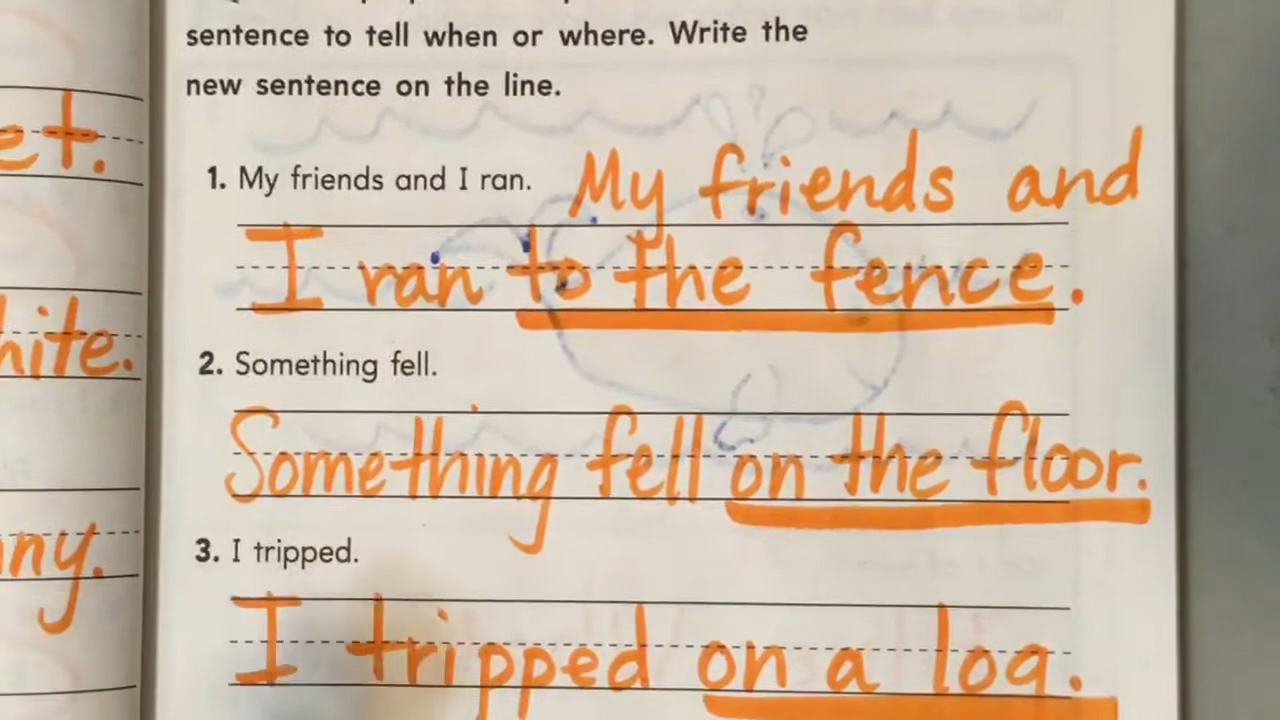 sentence to tell when or where. Write the
new sentence on the line.
1. My friends and I ran. My friends and
I ran to the fence.
2. Something fell.
Something fell on the floor.
3. I tripped.
I tripped on a log.